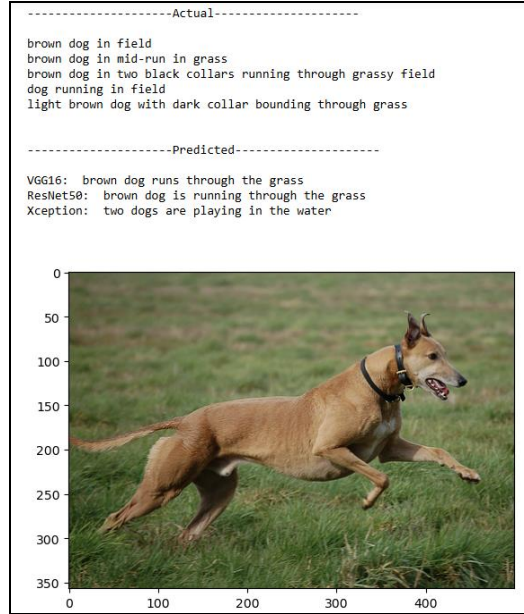 ---------------------Actual---------------------
brown dog in field
brown dog in mid-run in grass
brown dog in two black collars running through grassy field
dog running in field
light brown dog with dark collar bounding through grass
---------------------Predicted---------------------
VGG16:  brown dog runs through the grass
ResNet50:  brown dog is running through the grass
Xception:  two dogs are playing in the water
0
50
100
150
200
250
300
350
0 100 200 300 400